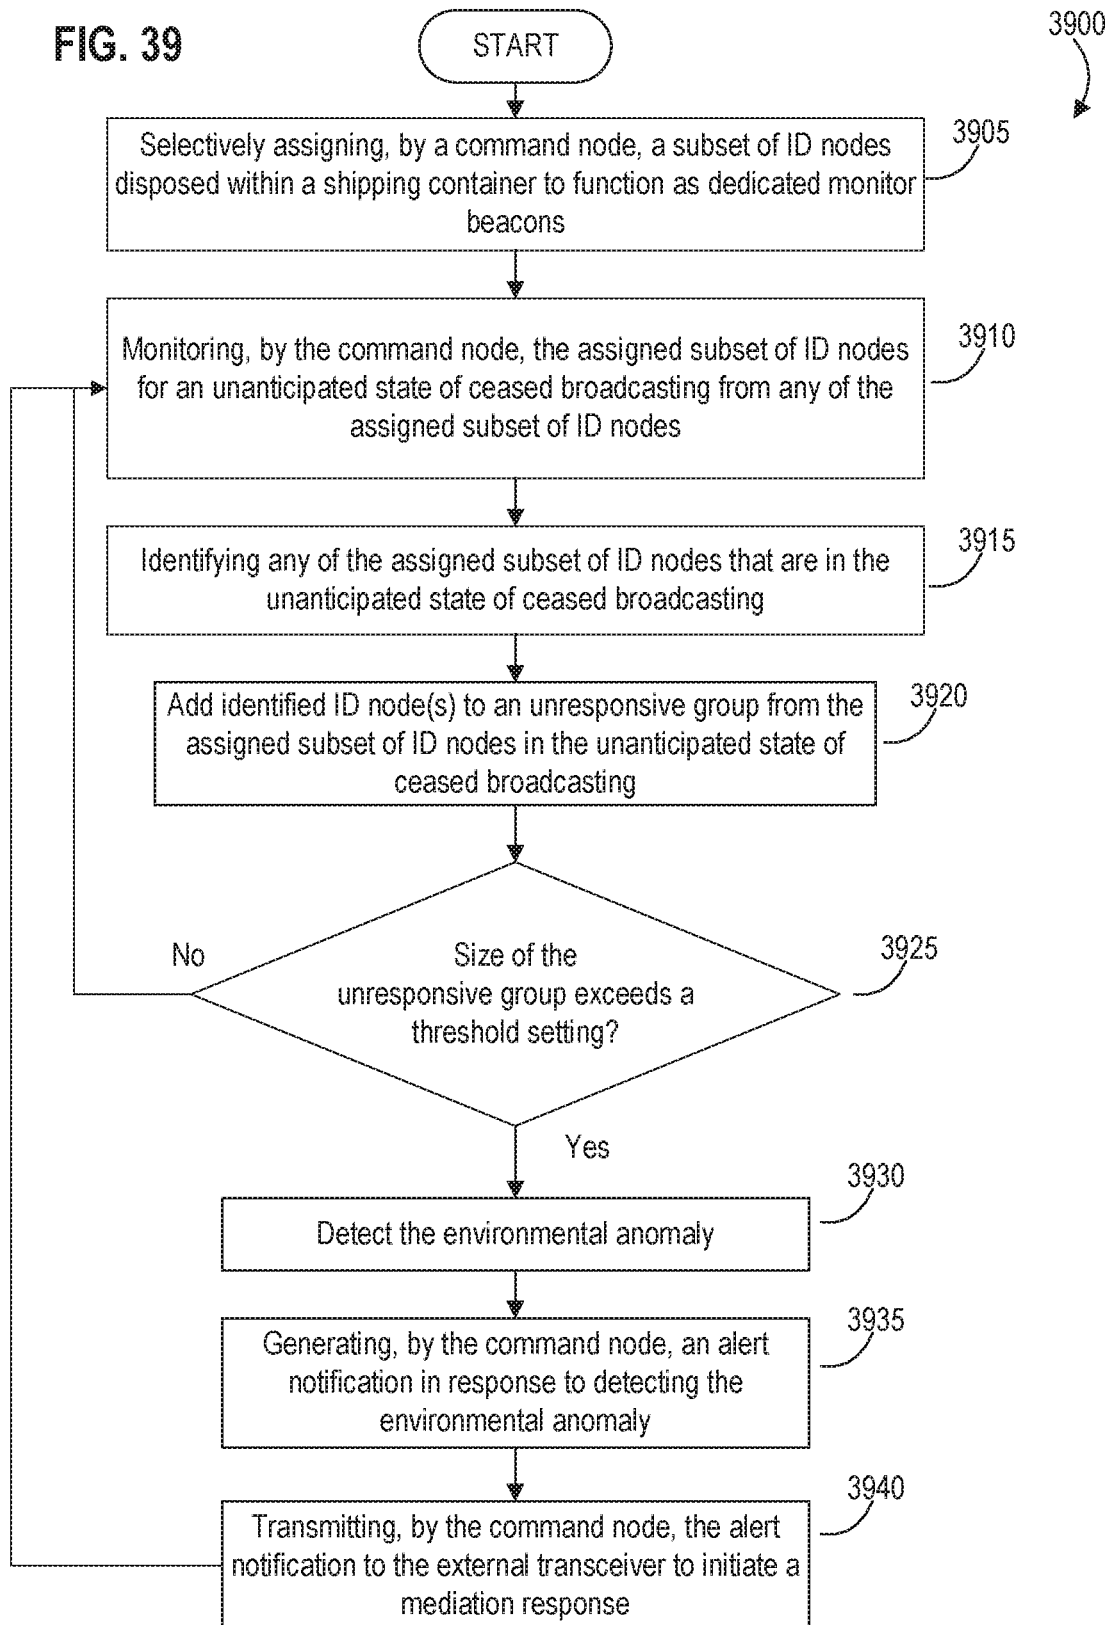 FIG. 39
START
3900
Selectively assigning, by a command node, a subset of ID nodes
disposed within a shipping container to function as dedicated monitor
beacons
3905
Monitoring, by the command node, the assigned subset of ID nodes
for an unanticipated state of ceased broadcasting from any of the
assigned subset of ID nodes
3910
Identifying any of the assigned subset of ID nodes that are in the
unanticipated state of ceased broadcasting
3915
Add identified ID node(s) to an unresponsive group from the
assigned subset of ID nodes in the unanticipated state of
ceased broadcasting
3920
No
Size of the
unresponsive group exceeds a
threshold setting?
3925
Yes
Detect the environmental anomaly
3930
Generating, by the command node, an alert
notification in response to detecting the
environmental anomaly
3935
Transmitting, by the command node, the alert
notification to the external transceiver to initiate a
mediation response
3940